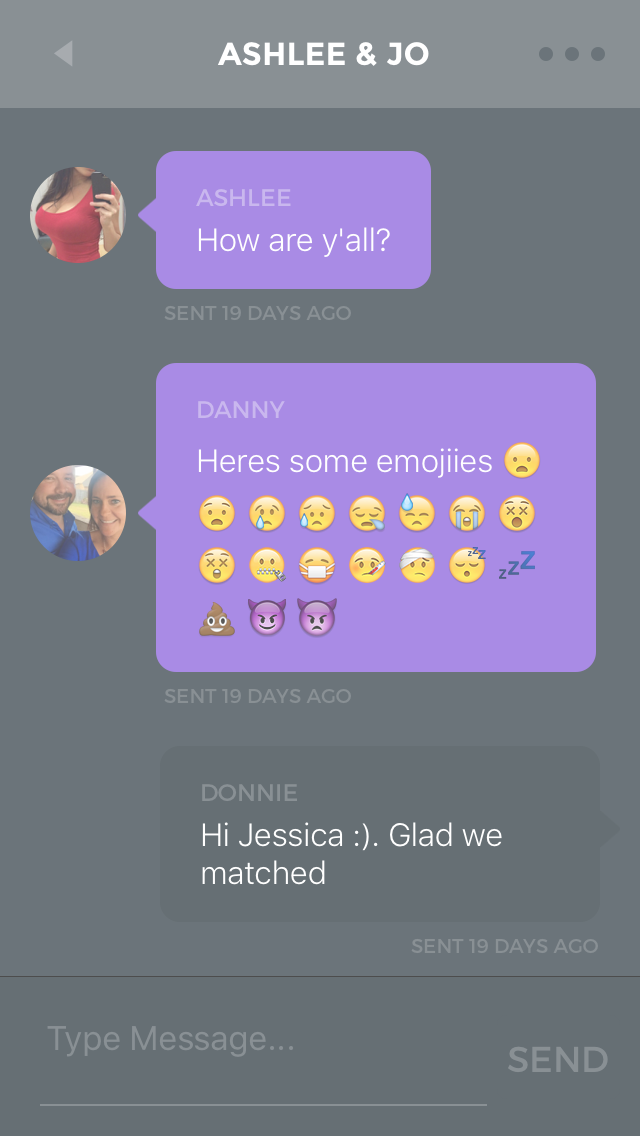 ASHLEE & JO
ASHLEE
How are y'all?
SENT 19 DAYS AGO
DANNY
Heres some emojiies 😦
😧 😢 😥 😪 😓 😭 😵
😵 🤐 😷 🤒 🤕 😴 💤
💩 😈 👿
SENT 19 DAYS AGO
DONNIE
Hi Jessica :). Glad we
matched
SENT 19 DAYS AGO
Type Message...
SEND